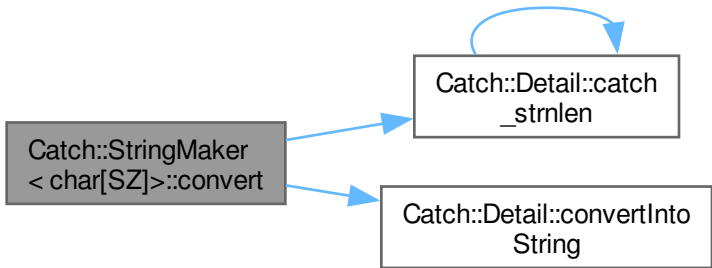 Catch::StringMaker
< char[SZ]>::convert
Catch::Detail::catch
_strnlen
Catch::Detail::convertInto
String